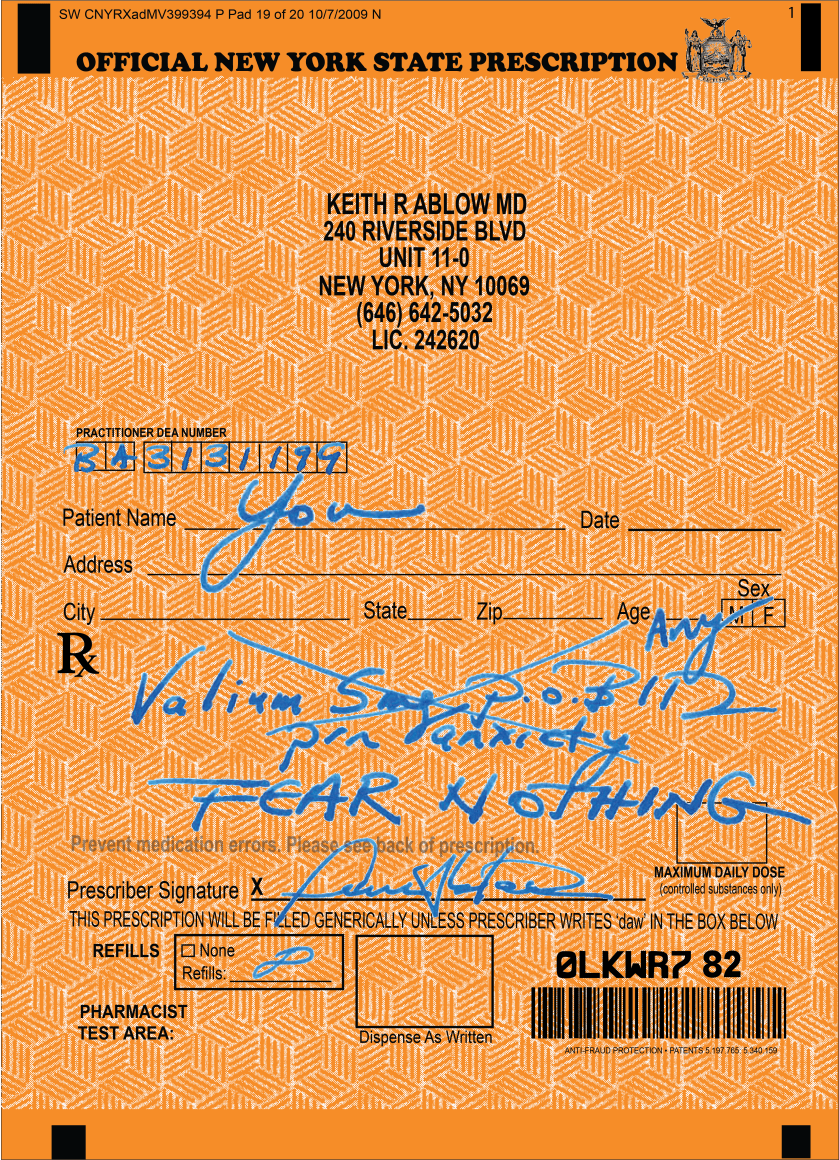 SW CNYRXadMV399394 P Pad 19 of 20 10/7/2009 N 1
OFFICIAL NEW YORK STATE PRESCRIPTION
EXCELSIOR
KEITH R ABLOW MD
240 RIVERSIDE BLVD
UNIT 11-0
NEW YORK, NY 10069
(646) 642-5032
LIC. 242620
PRACTITIONER DEA NUMBER
BA 3131199
Patient Name You Date
Address
Sex
City State Zip Age Any M F
Rx
Valium 5mg p.o.
prn anxiety
FEAR NOTHING
Prevent medication errors. Please see back of prescription.
MAXIMUM DAILY DOSE
(controlled substances only)
Prescriber Signature X
THIS PRESCRIPTION WILL BE FILLED GENERICALLY UNLESS PRESCRIBER WRITES 'daw' IN THE BOX BELOW
REFILLS None
Refills: ∞
0LKWR7 82
PHARMACIST
TEST AREA:
Dispense As Written
ANTI-FRAUD PROTECTION • PATENTS 5,197,765; 5,340,159